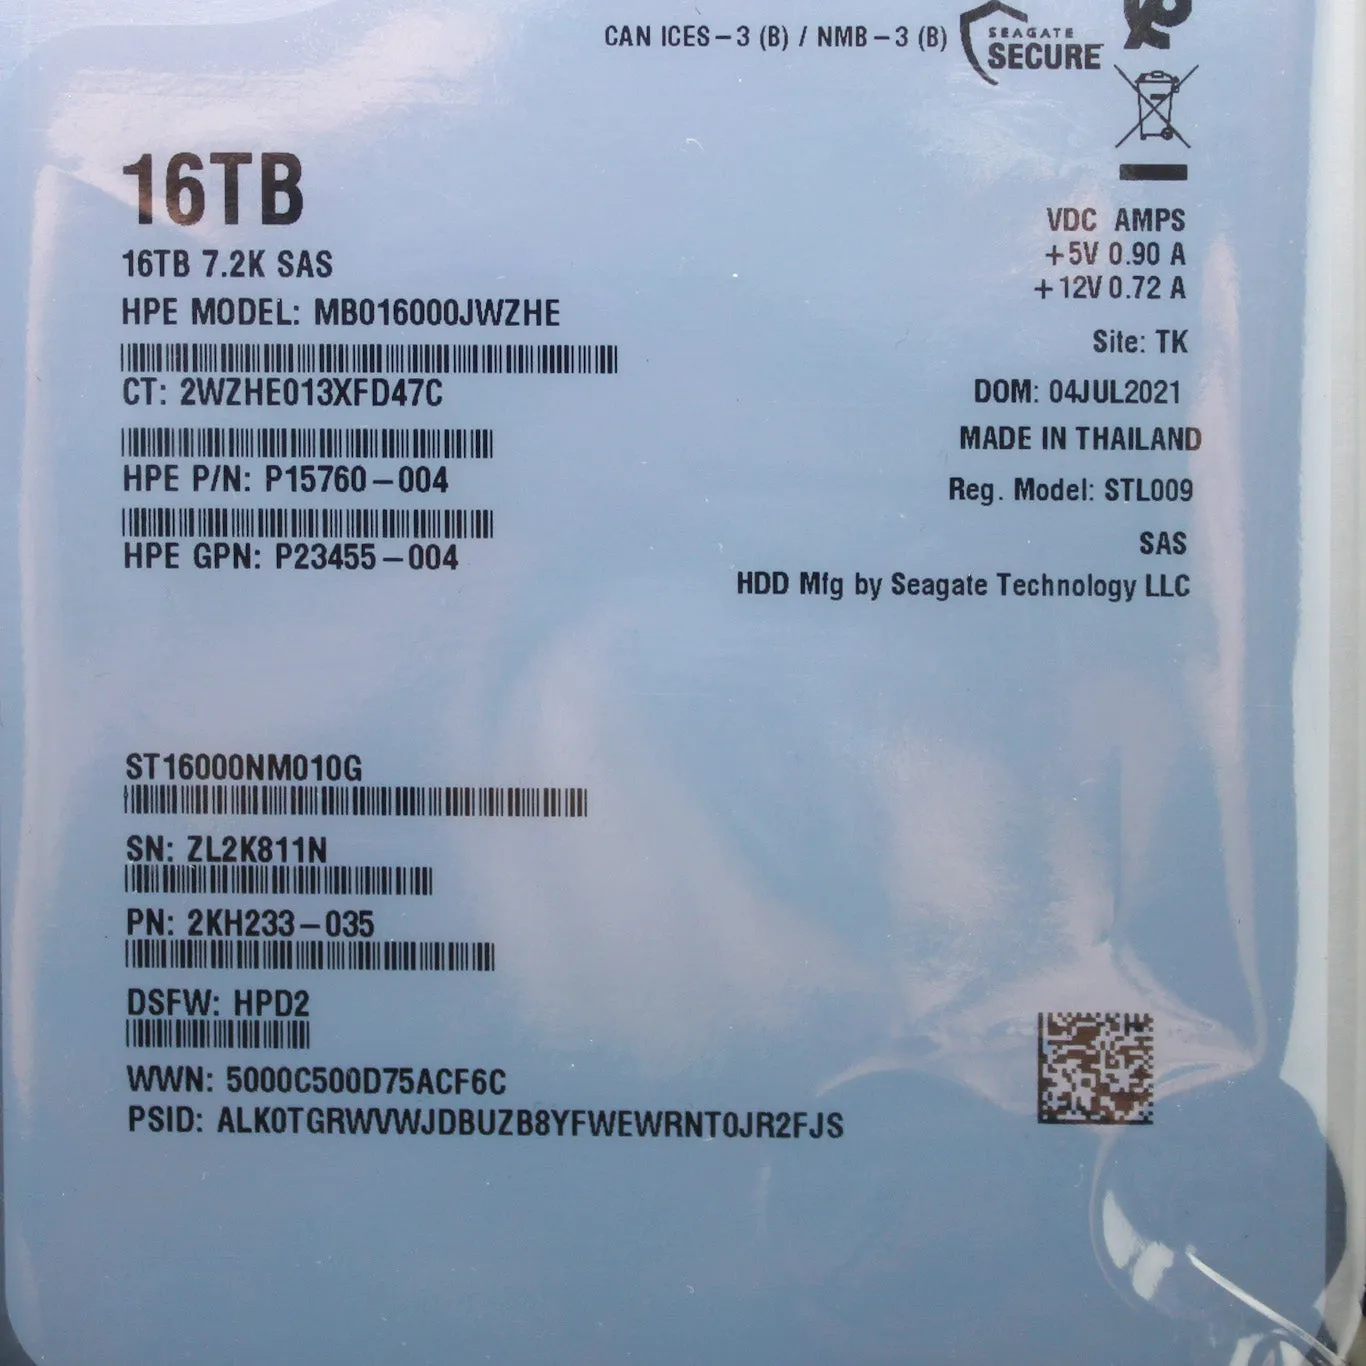 CAN ICES-3 (B) / NMB-3 (B)
SEAGATE
SECURE
16TB
16TB 7.2K SAS
HPE MODEL: MB016000JWZHE
CT: 2WZHE013XFD47C
HPE P/N: P15760-004
HPE GPN: P23455-004
VDC AMPS
+5V 0.90 A
+12V 0.72 A
Site: TK
DOM: 04JUL2021
MADE IN THAILAND
Reg. Model: STL009
SAS
HDD Mfg by Seagate Technology LLC
ST16000NM010G
SN: ZL2K811N
PN: 2KH233-035
DSFW: HPD2
WWN: 5000C500D75ACF6C
PSID: ALK0TGRWVWJDBUZB8YFWEWRNT0JR2FJS